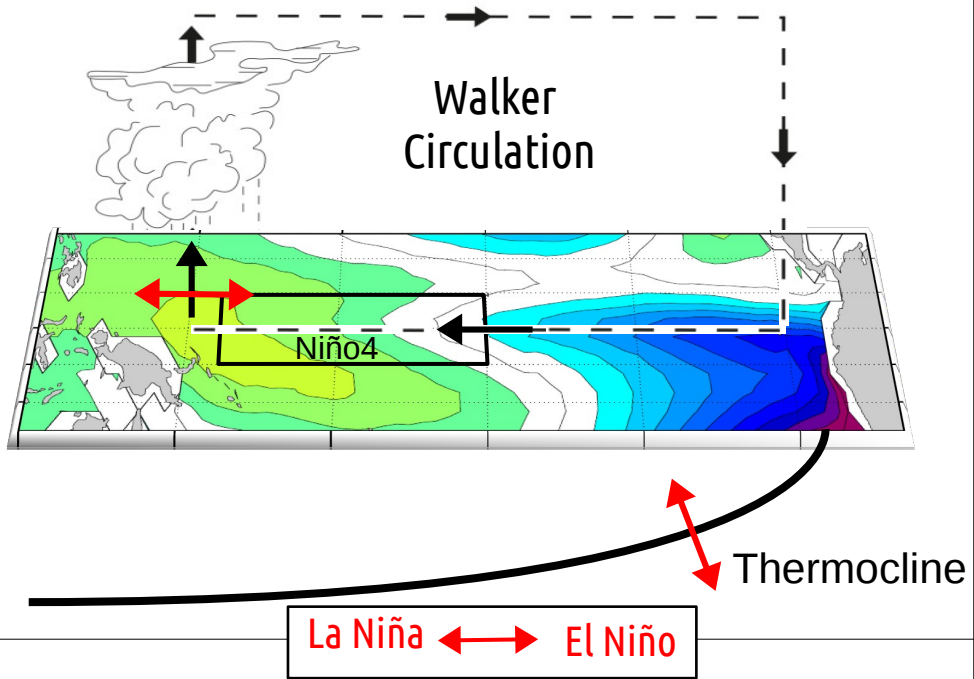 Walker
Circulation
Niño4
Thermocline
La Niña El Niño